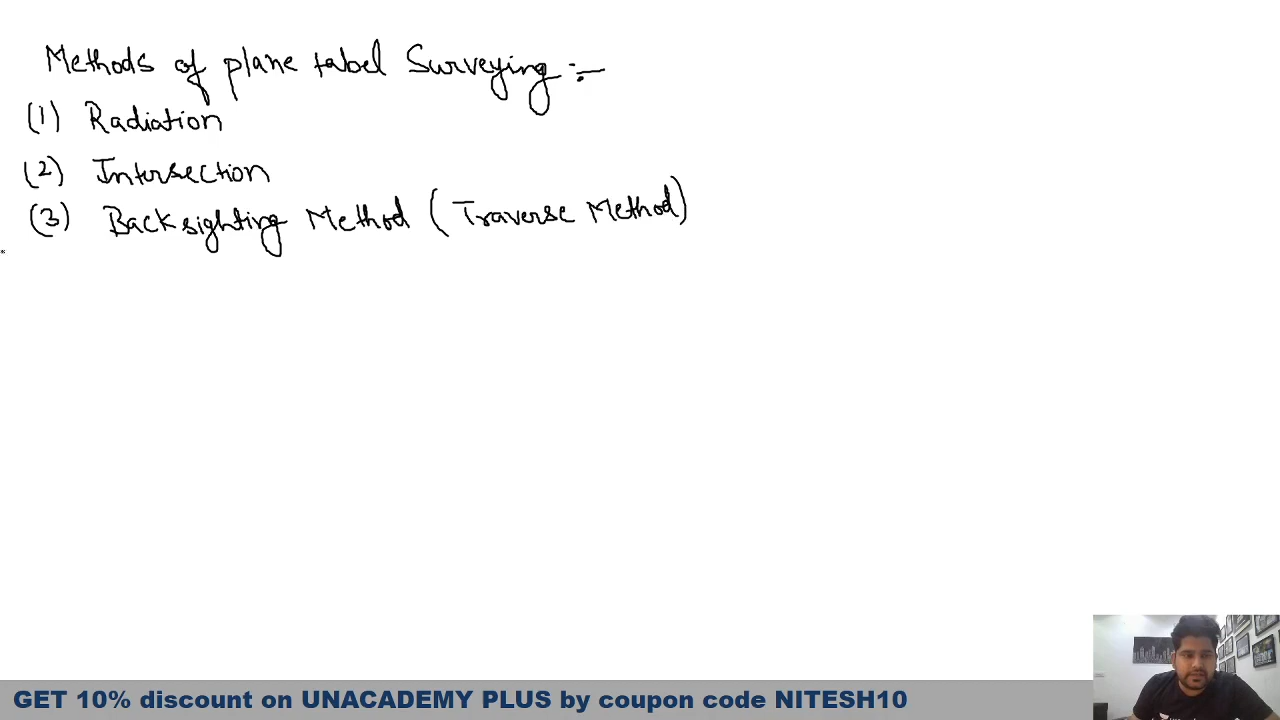 Methods of plane tabel Surveying :-
(1) Radiation
(2) Intersection
(3) Backsighting Method (Traverse Method)
GET 10% discount on UNACADEMY PLUS by coupon code NITESH10